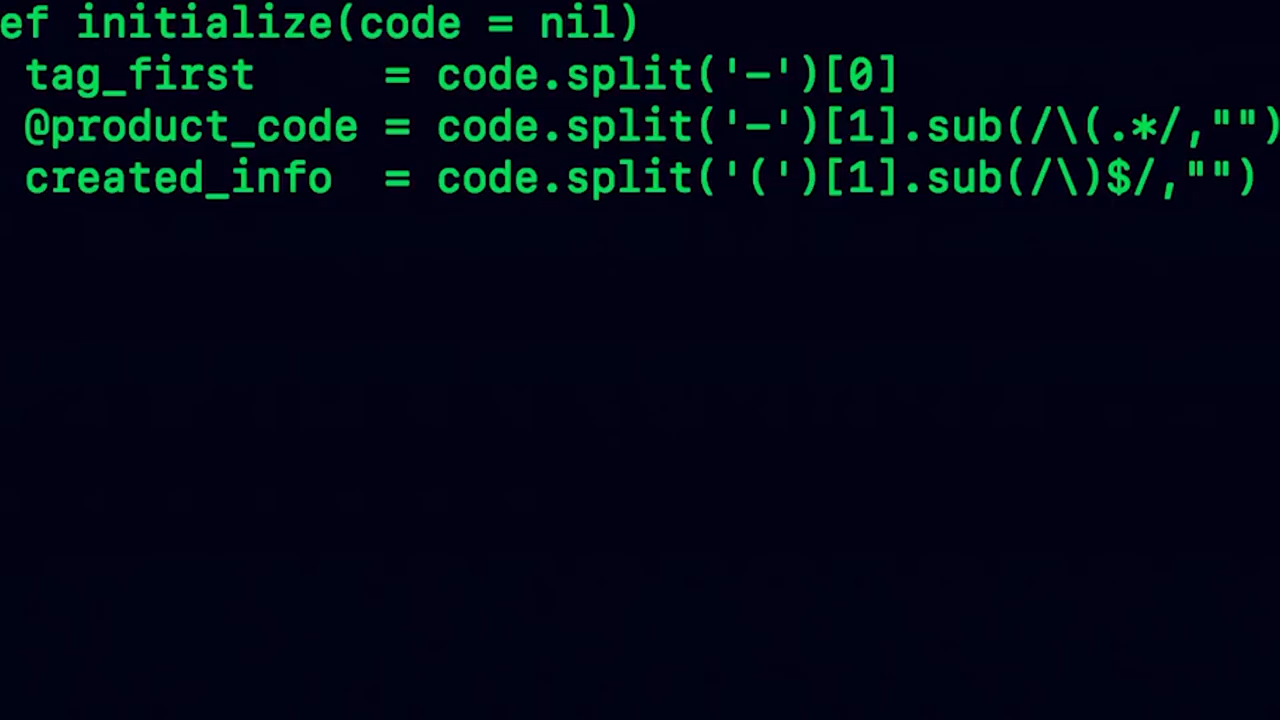 ef initialize(code = nil)
tag_first     = code.split('-')[0]
@product_code = code.split('-')[1].sub(/\(.*/,"")
created_info  = code.split('(')[1].sub(/\)$/,"")